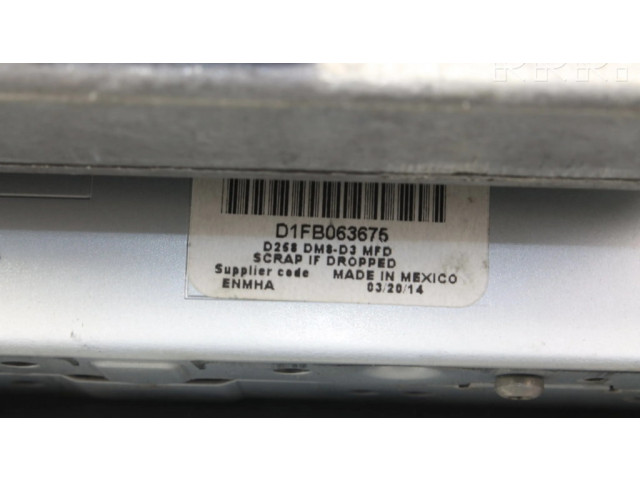 D1FB063675
D258 DM8-D3 MFD
SCRAP IF DROPPED
Supplier code MADE IN MEXICO
ENMHA 03/20/14